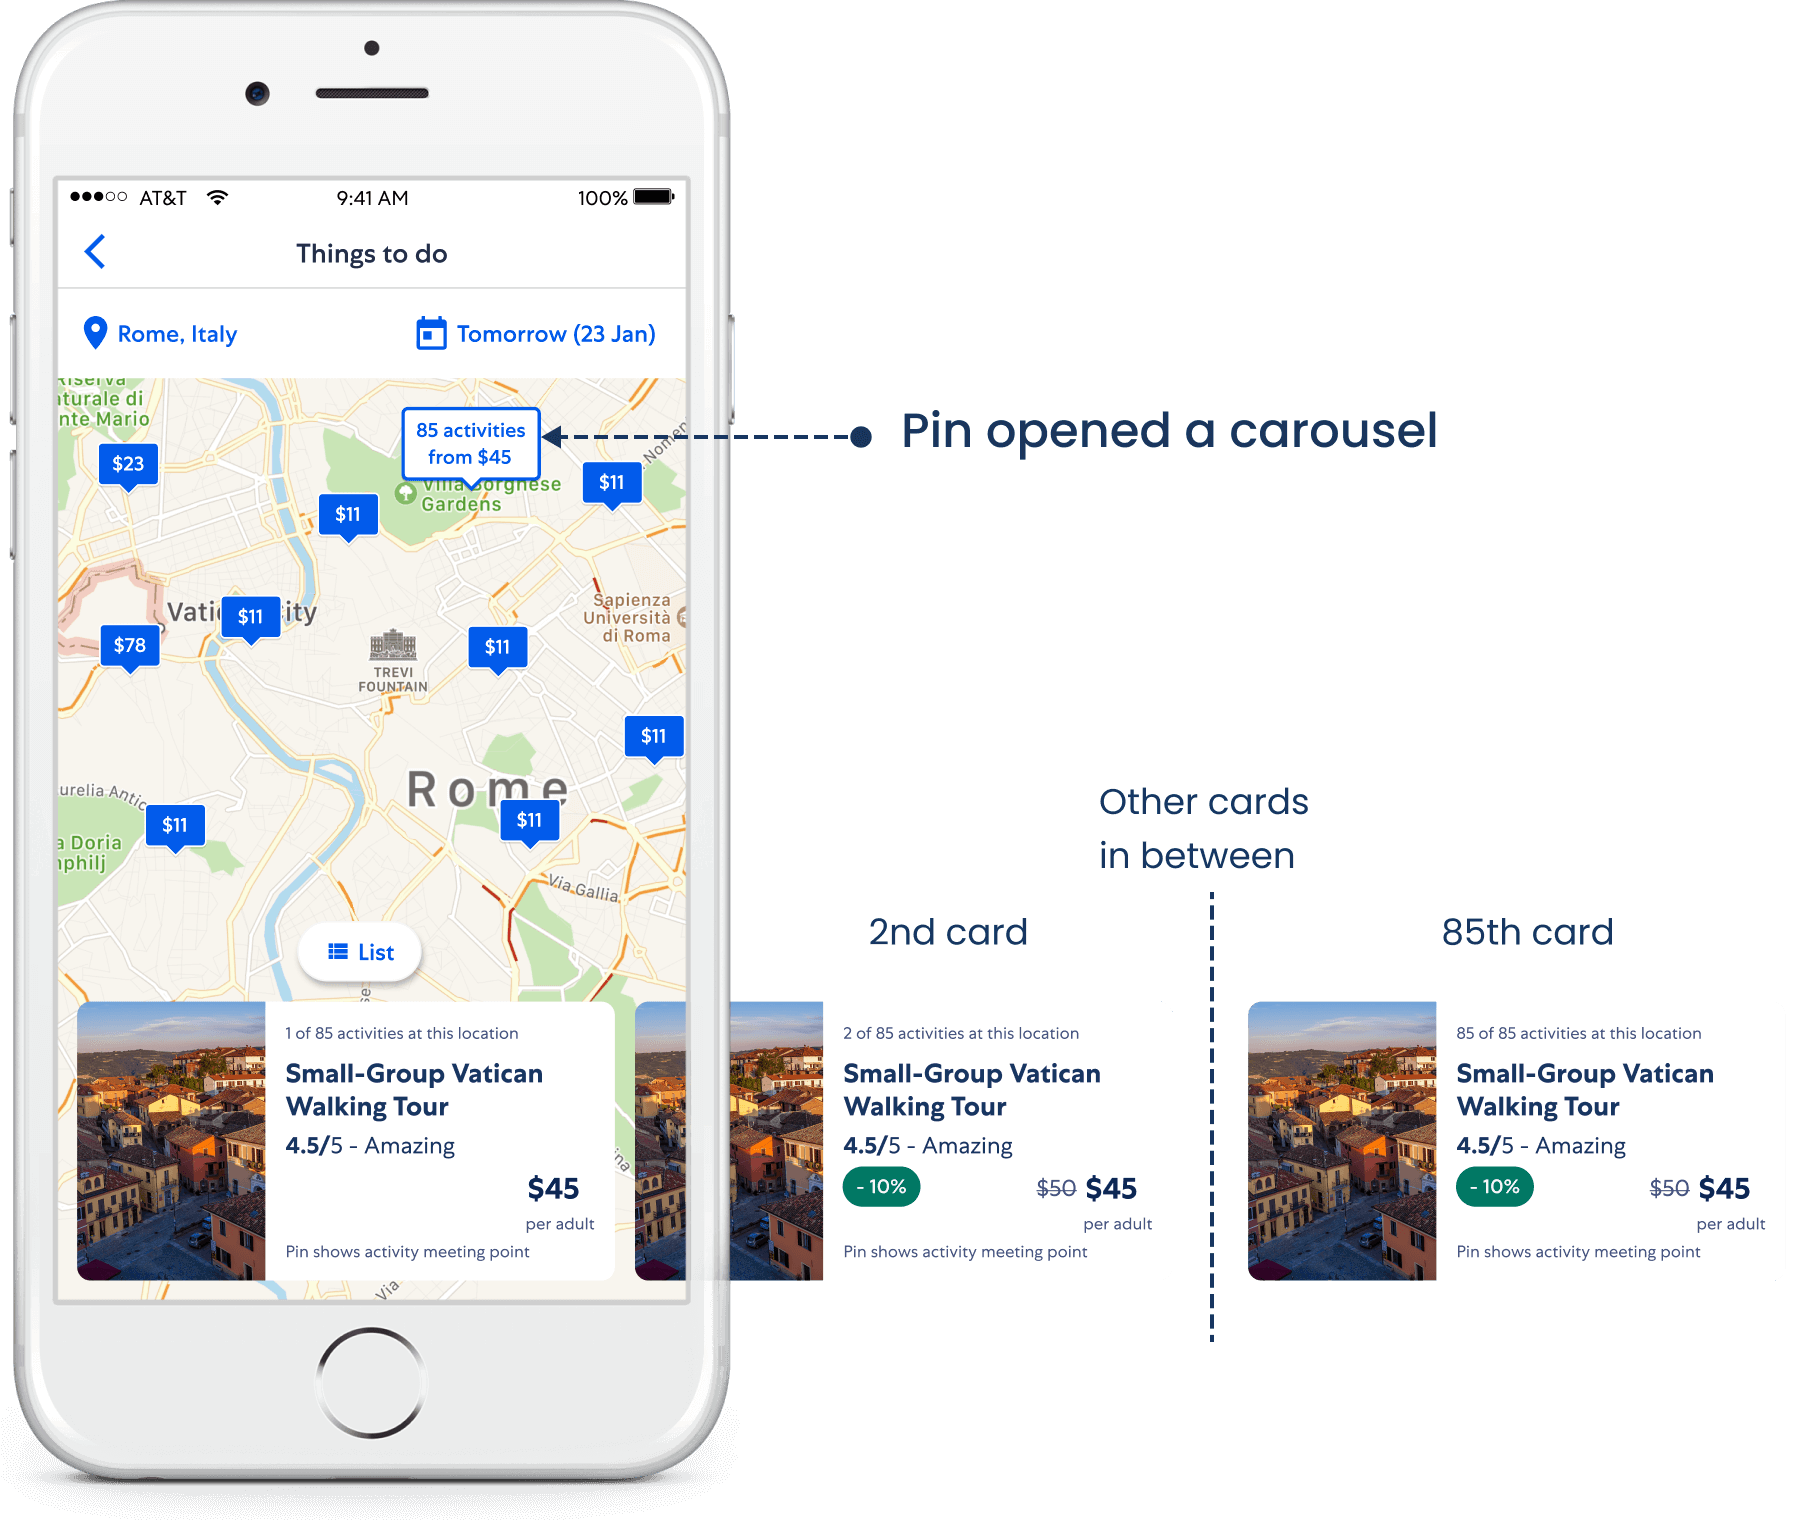 AT&T
9:41 AM
100%
Things to do
Rome, Italy
Tomorrow (23 Jan)
Riserva
aturale di
nte Mario
85 activities
from $45
Pin opened a carousel
Nomen
$23
$11
Villa Borghese
Gardens
$11
Sapienza
Università
di Roma
$11
$78
$11
TREVI
FOUNTAIN
$11
Rome
urelia Antic
$11
$11
a Doria
mphilj
Via Gallia
Other cards
in between
2nd card
85th card
List
se
1 of 85 activities at this location
Small-Group Vatican
Walking Tour
4.5/5 - Amazing
$45
per adult
Pin shows activity meeting point
ina
Via
2 of 85 activities at this location
Small-Group Vatican
Walking Tour
4.5/5 - Amazing
- 10%
$50 $45
per adult
Pin shows activity meeting point
85 of 85 activities at this location
Small-Group Vatican
Walking Tour
4.5/5 - Amazing
- 10%
$50 $45
per adult
Pin shows activity meeting point